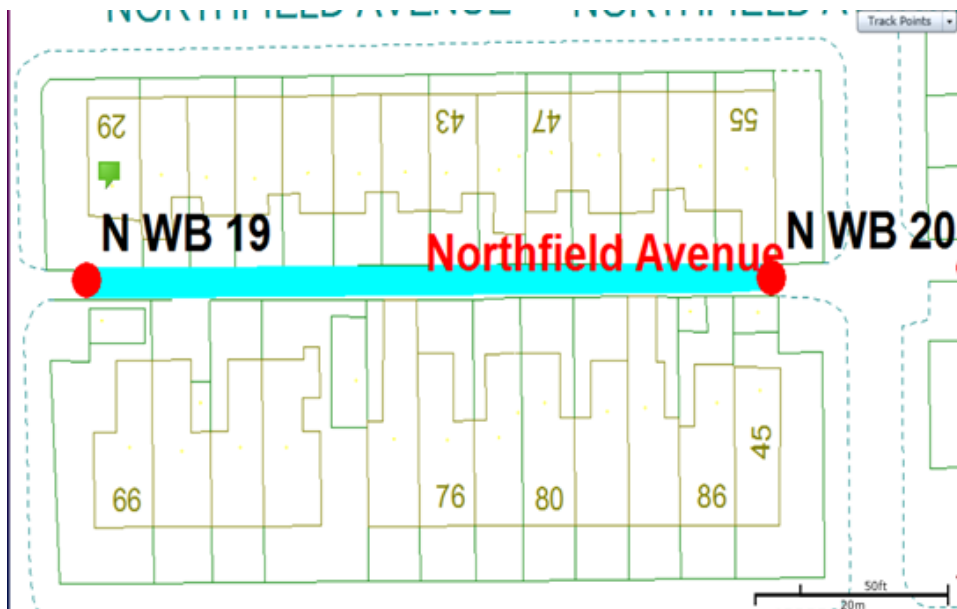 NORTHFIELD AVENUE NORTHFIELD A
Track Points
29 43 47 55
N WB 19 N WB 20
Northfield Avenue
66 76 80 86 45
50ft
20m